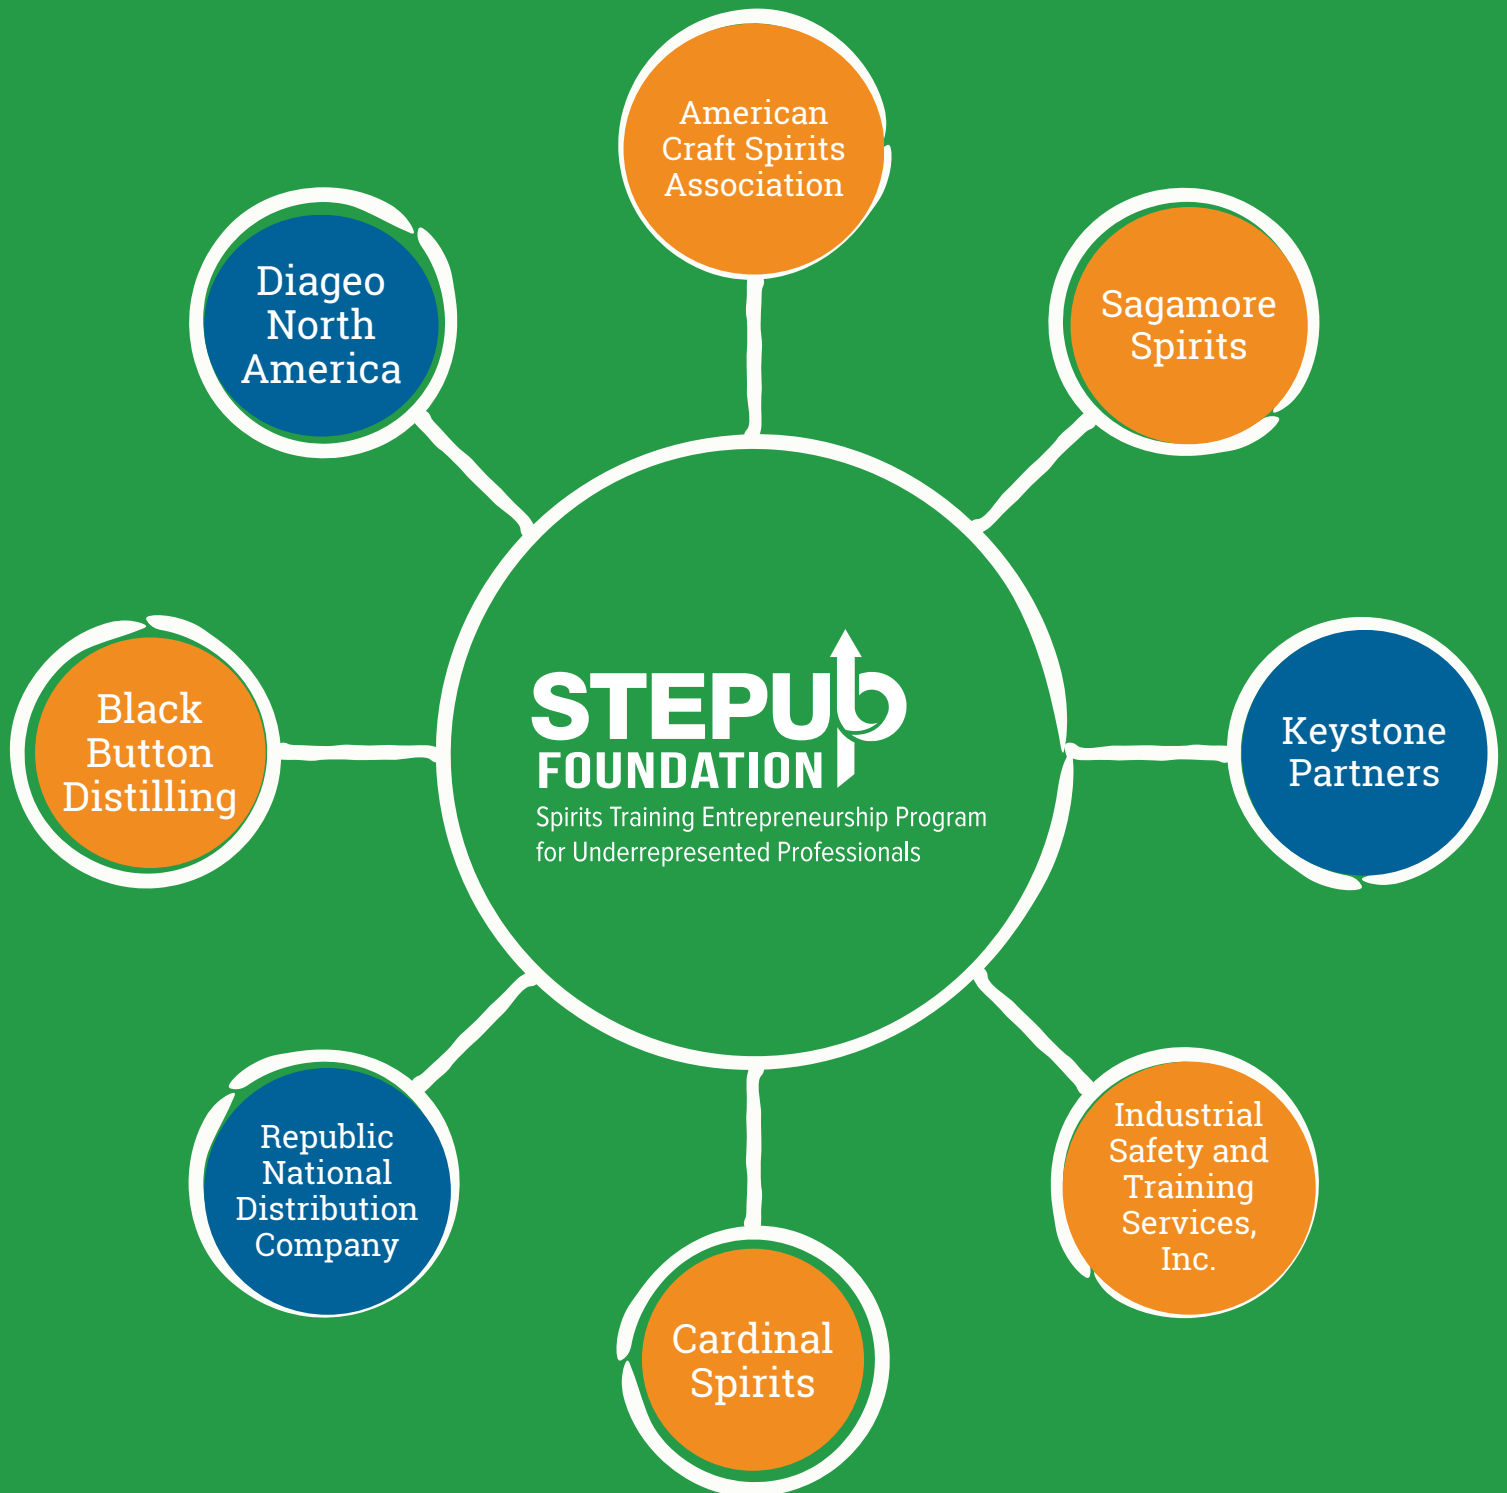 American
Craft Spirits
Association
Diageo
North
America
Sagamore
Spirits
STEPUP
FOUNDATION
Spirits Training Entrepreneurship Program
for Underrepresented Professionals
Black
Button
Distilling
Keystone
Partners
Republic
National
Distribution
Company
Industrial
Safety and
Training
Services,
Inc.
Cardinal
Spirits